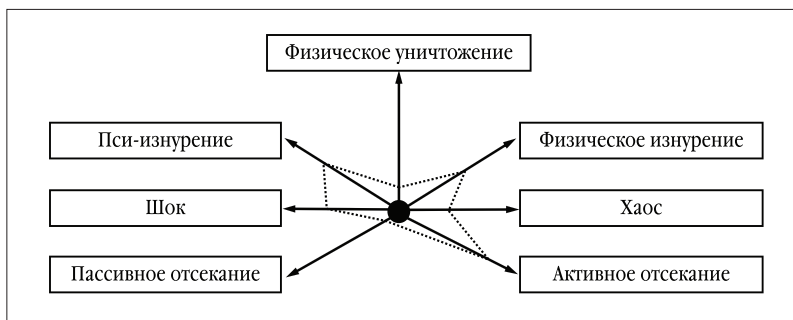 Физическое уничтожение
Пси-изнурение
Физическое изнурение
Шок
Хаос
Пассивное отсекание
Активное отсекание